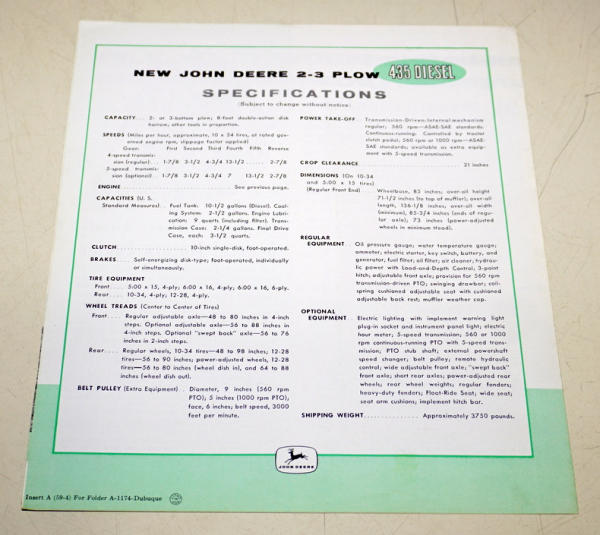 NEW JOHN DEERE 2-3 PLOW 435 DIESEL
SPECIFICATIONS
(Subject to change without notice)
CAPACITY . . . 2- or 3-bottom plow; 8-foot double-action disk
harrow; other tools in proportion.
SPEEDS (Miles per hour, approximate, 10 x 34 tires, at rated gov-
erned engine rpm, slippage factor applied)
Gear: First Second Third Fourth Fifth Reverse
4-speed transmis-
sion (regular) . . . . 1-7/8 3-1/2 4-3/4 13-1/2 . . . . . . 2-7/8
5-speed transmis-
sion (optional) . . . . 1-7/8 3-1/2 4-3/4 7 13-1/2 2-7/8
ENGINE . . . . . . . . . . . . . . . . . . . . See previous page.
CAPACITIES (U. S.
Standard Measures) . . Fuel Tank. 10-1/2 gallons (Diesel). Cool-
ing System: 2-1/2 gallons. Engine Lubri-
cation: 9 quarts (including filter). Trans-
mission Case: 2-1/4 gallons. Final Drive
Case, each: 3-1/2 quarts.
CLUTCH . . . . . . . . . . . . . . . . . . 10-inch single-disk, foot-operated.
BRAKES . . . . Self-energizing disk-type; foot-operated, individually
or simultaneously.
TIRE EQUIPMENT
Front . . . . 5:00 x 15, 4-ply; 6:00 x 16, 4-ply; 6:00 x 16, 6-ply.
Rear . . . . 10-34, 4-ply; 12-28, 4-ply.
WHEEL TREADS (Center to Center of Tires)
Front . . . . Regular adjustable axle—48 to 80 inches in 4-inch
steps. Optional adjustable axle—56 to 88 inches in
4-inch steps. Optional "swept back" axle—56 to 76
inches in 2-inch steps.
Rear . . . . Regular wheels, 10-34 tires—48 to 98 inches; 12-28
tires—56 to 90 inches; power-adjusted wheels, 12-28
tires—56 to 80 inches (wheel dish in), and 64 to 88
inches (wheel dish out).
BELT PULLEY (Extra Equipment) . . Diameter, 9 inches (560 rpm
PTO); 5 inches (1000 rpm PTO),
face, 6 inches; belt speed, 3000
feet per minute.
POWER TAKE-OFF Transmission-Driven-Internal mechanism
regular; 560 rpm—ASAE-SAE standards.
Continuous-running. Controlled by tractor
clutch pedal; 560 rpm or 1000 rpm—ASAE-
SAE standards; available as extra equip-
ment with 5-speed transmission.
CROP CLEARANCE . . . . . . . . . . . . . . . . . . 21 inches
DIMENSIONS (On 10-34
and 5:00 x 15 tires)
(Regular Front End) Wheelbase, 85 inches; over-all height
71-1/2 inches (to top of muffler); over-all
length, 136-1/8 inches; over-all width
(minimum), 85-3/4 inches (ends of regu-
lar axle), 73 inches (power-adjusted
wheels in minimum tread).
REGULAR
EQUIPMENT . . Oil pressure gauge; water temperature gauge;
ammeter, electric starter, key switch, battery, and
generator; fuel filter, oil filter; air cleaner, hydrau-
lic power with Load-and-Depth Control, 3-point
hitch; adjustable front axle; provision for 560 rpm
transmission-driven PTO; swinging drawbar; coil-
spring cushioned adjustable seat with cushioned
adjustable back rest; muffler weather cap.
OPTIONAL
EQUIPMENT . . Electric lighting with implement warning light
plug-in socket and instrument panel light; electric
hour meter; 5-speed transmission; 560 or 1000
rpm continuous-running PTO with 5-speed trans-
mission; PTO stub shaft; external powershaft
speed changer; belt pulley; remote hydraulic
control; wide adjustable front axle; "swept back"
front axle; short rear axles; power-adjusted rear
wheels; rear wheel weights; regular fenders;
heavy-duty fenders; Float-Ride Seat; wide seat;
seat arm cushions; implement hitch bar.
SHIPPING WEIGHT . . . . . . . . . . . . Approximately 3750 pounds.
JOHN DEERE
Insert A (59-4) For Folder A-1174-Dubuque